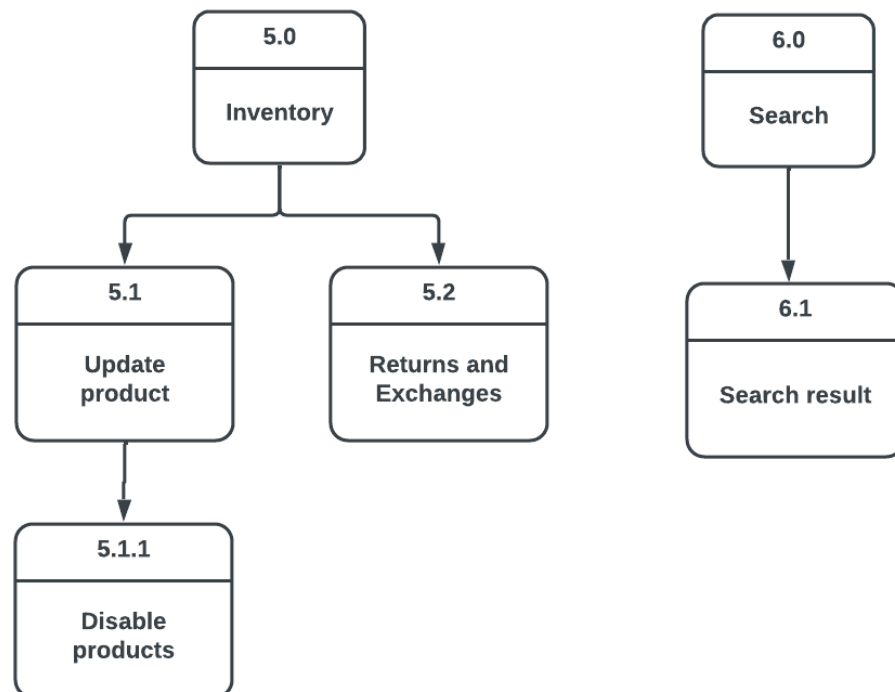 5.0
Inventory
6.0
Search
5.1
Update
product
5.2
Returns and
Exchanges
6.1
Search result
5.1.1
Disable
products